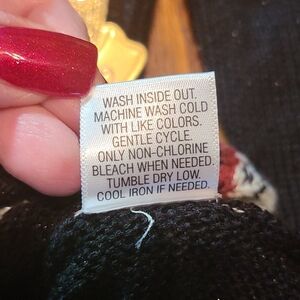 WASH INSIDE OUT.
MACHINE WASH COLD
WITH LIKE COLORS.
GENTLE CYCLE.
ONLY NON-CHLORINE
BLEACH WHEN NEEDED.
TUMBLE DRY LOW.
COOL IRON IF NEEDED.